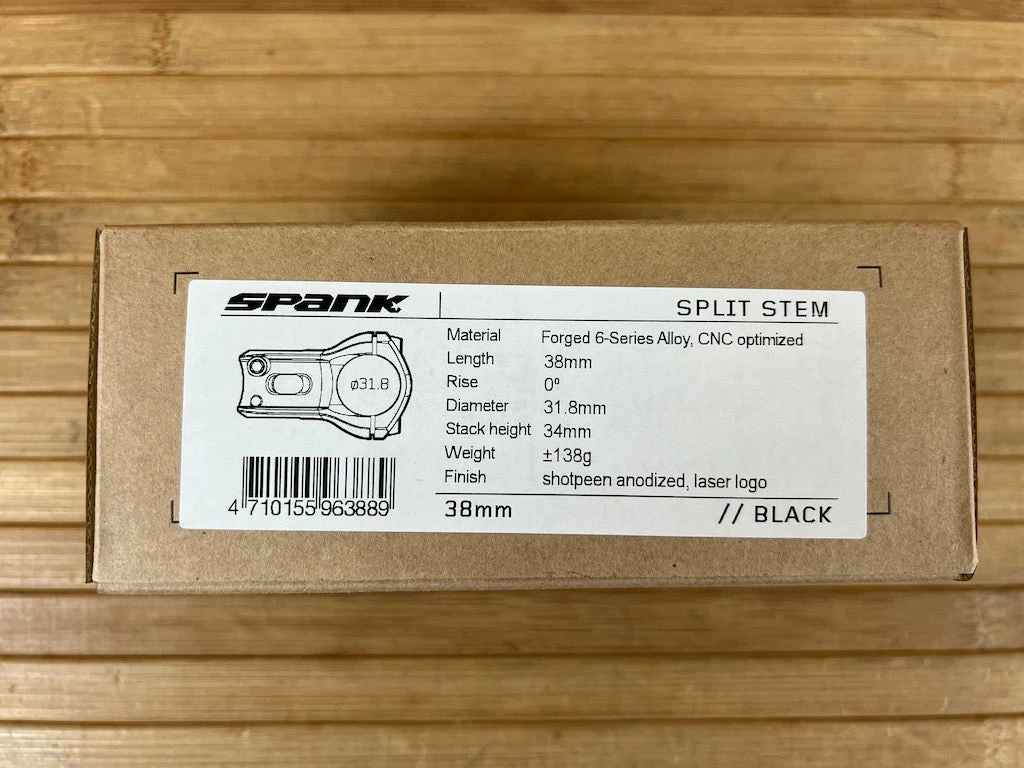 SPANK
SPLIT STEM
ø31.8
Material Forged 6-Series Alloy, CNC optimized
Length 38mm
Rise 0º
Diameter 31.8mm
Stack height 34mm
Weight ±138g
Finish shotpeen anodized, laser logo
4 710155 963889
38mm // BLACK